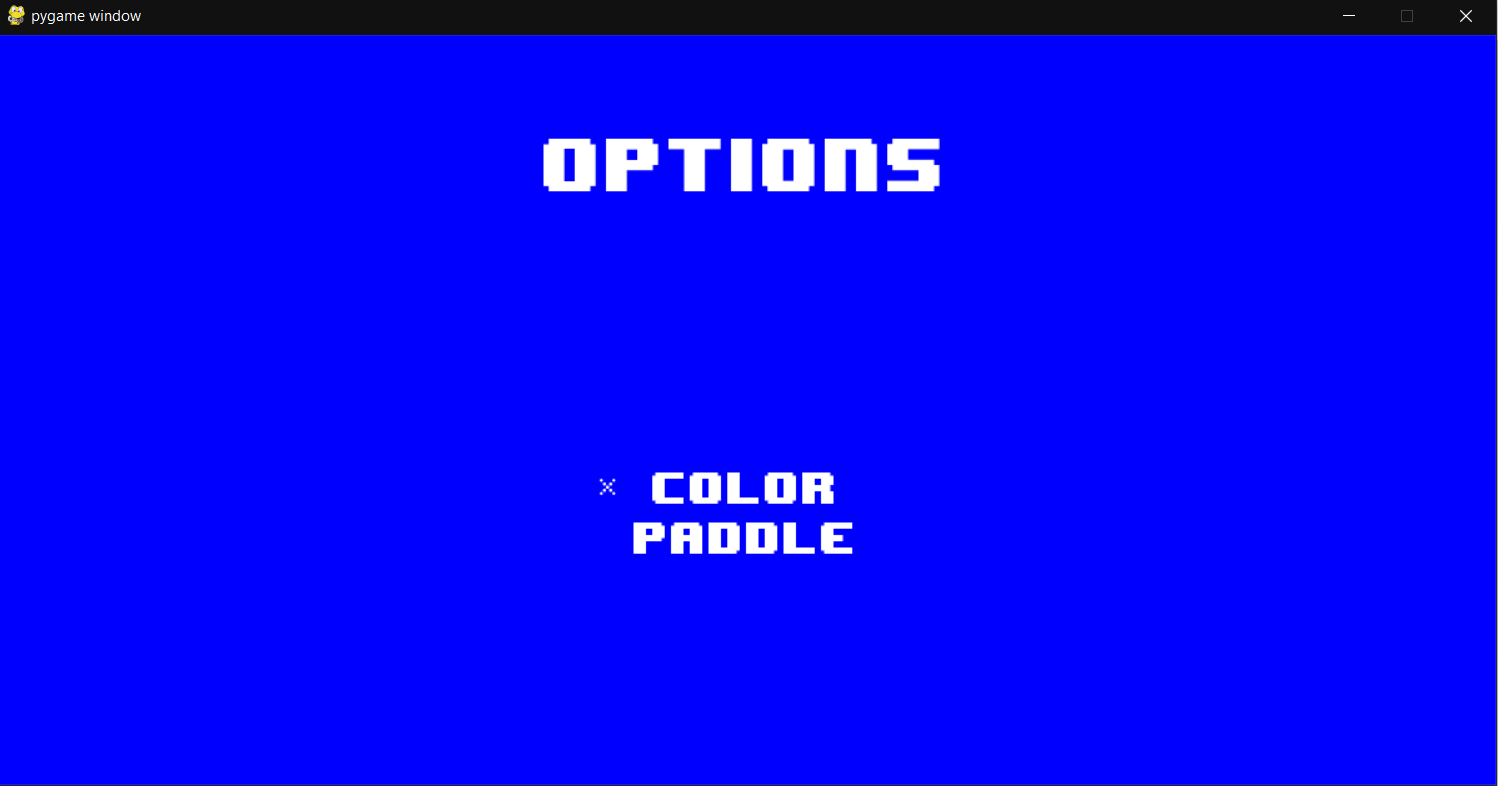 pygame window
OPTIONS
× COLOR
PADDLE